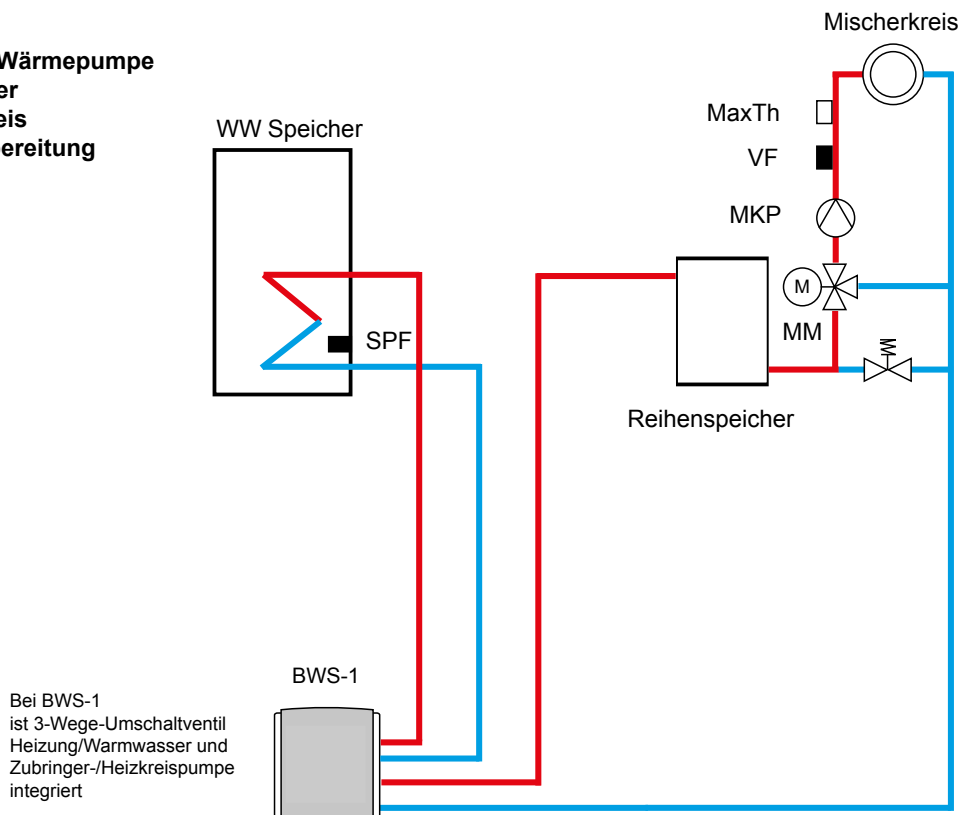 Mischerkreis
Wärmepumpe
er
eis
ereitung
WW Speicher
MaxTh
VF
MKP
M
MM
SPF
Reihenspeicher
BWS-1
Bei BWS-1
ist 3-Wege-Umschaltventil
Heizung/Warmwasser und
Zubringer-/Heizkreispumpe
integriert